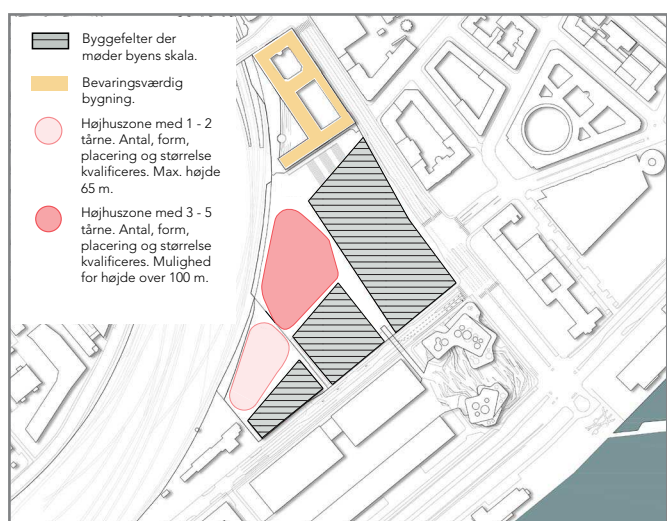 Byggefelter der
møder byens skala.
Bevaringsværdig
bygning.
Højhuszone med 1 - 2
tårne. Antal, form,
placering og størrelse
kvalificeres. Max. højde
65 m.
Højhuszone med 3 - 5
tårne. Antal, form,
placering og størrelse
kvalificeres. Mulighed
for højde over 100 m.